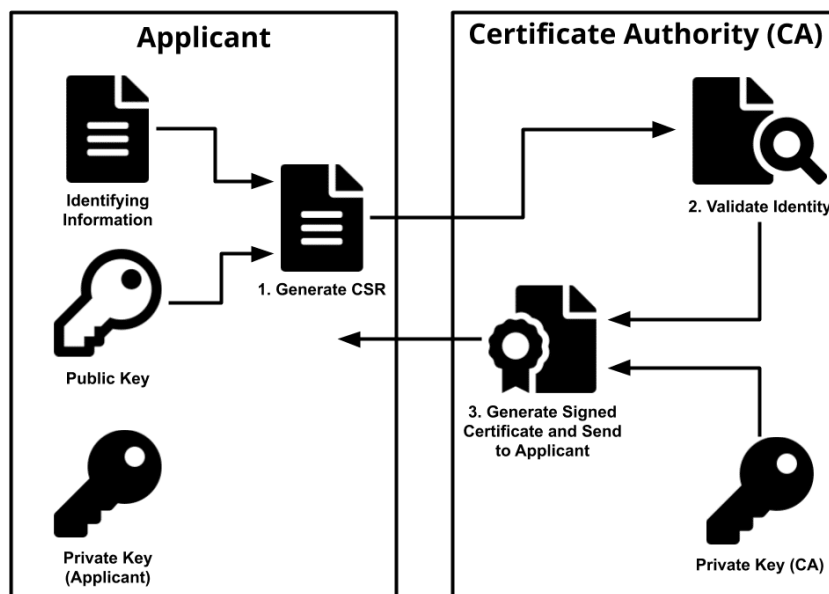 Applicant
Identifying
Information
1. Generate CSR
Public Key
Private Key
(Applicant)
Certificate Authority (CA)
2. Validate Identity
3. Generate Signed
Certificate and Send
to Applicant
Private Key (CA)